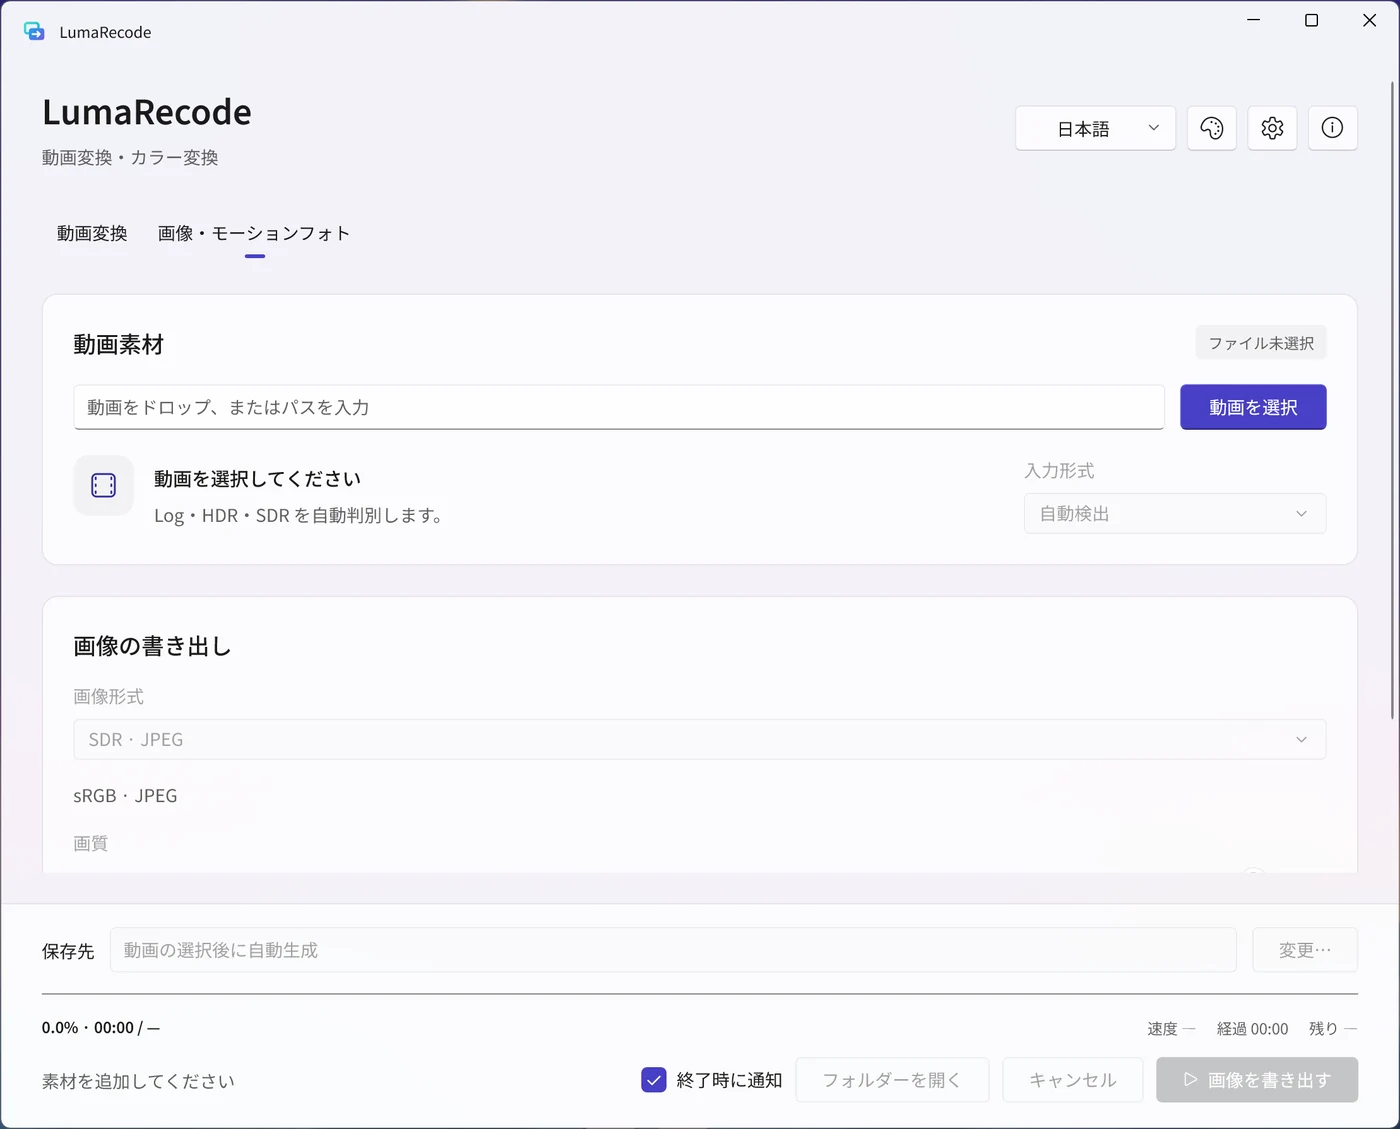 LumaRecode
LumaRecode
動画変換・カラー変換
日本語
動画変換
画像・モーションフォト
動画素材
ファイル未選択
動画をドロップ、またはパスを入力
動画を選択
動画を選択してください
Log・HDR・SDR を自動判別します。
入力形式
自動検出
画像の書き出し
画像形式
SDR · JPEG
sRGB · JPEG
画質
保存先
動画の選択後に自動生成
変更…
0.0% · 00:00 / —
速度 —
経過 00:00
残り —
素材を追加してください
終了時に通知
フォルダーを開く
キャンセル
画像を書き出す